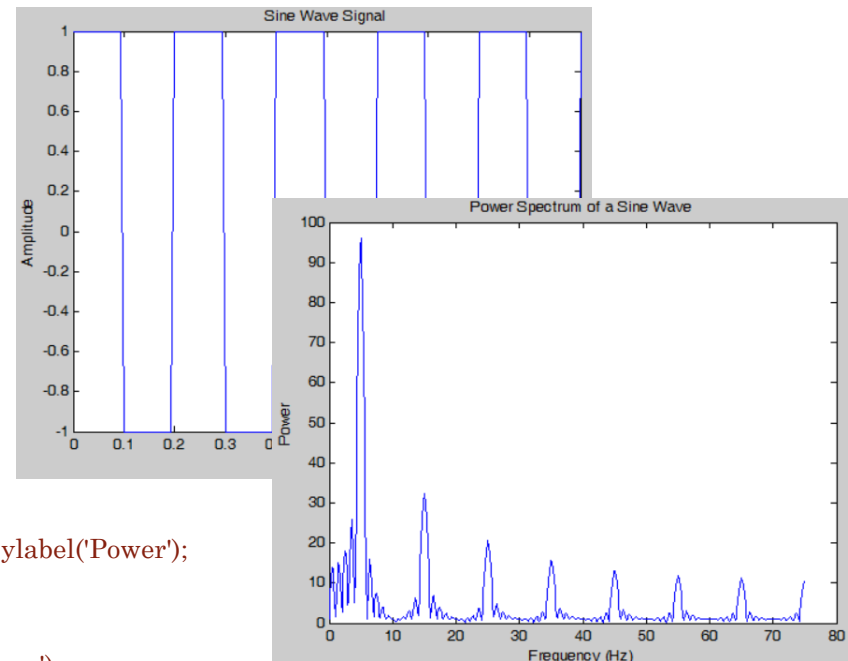 Sine Wave Signal
1
0.8
0.6
0.4
0.2
0
-0.2
-0.4
-0.6
-0.8
-1
Amplitude
0 0.1 0.2 0.3 0
Power Spectrum of a Sine Wave
100
90
80
70
60
50
40
30
20
10
0
Power
0 10 20 30 40 50 60 70 80
Frequency (Hz)
ylabel('Power');
')